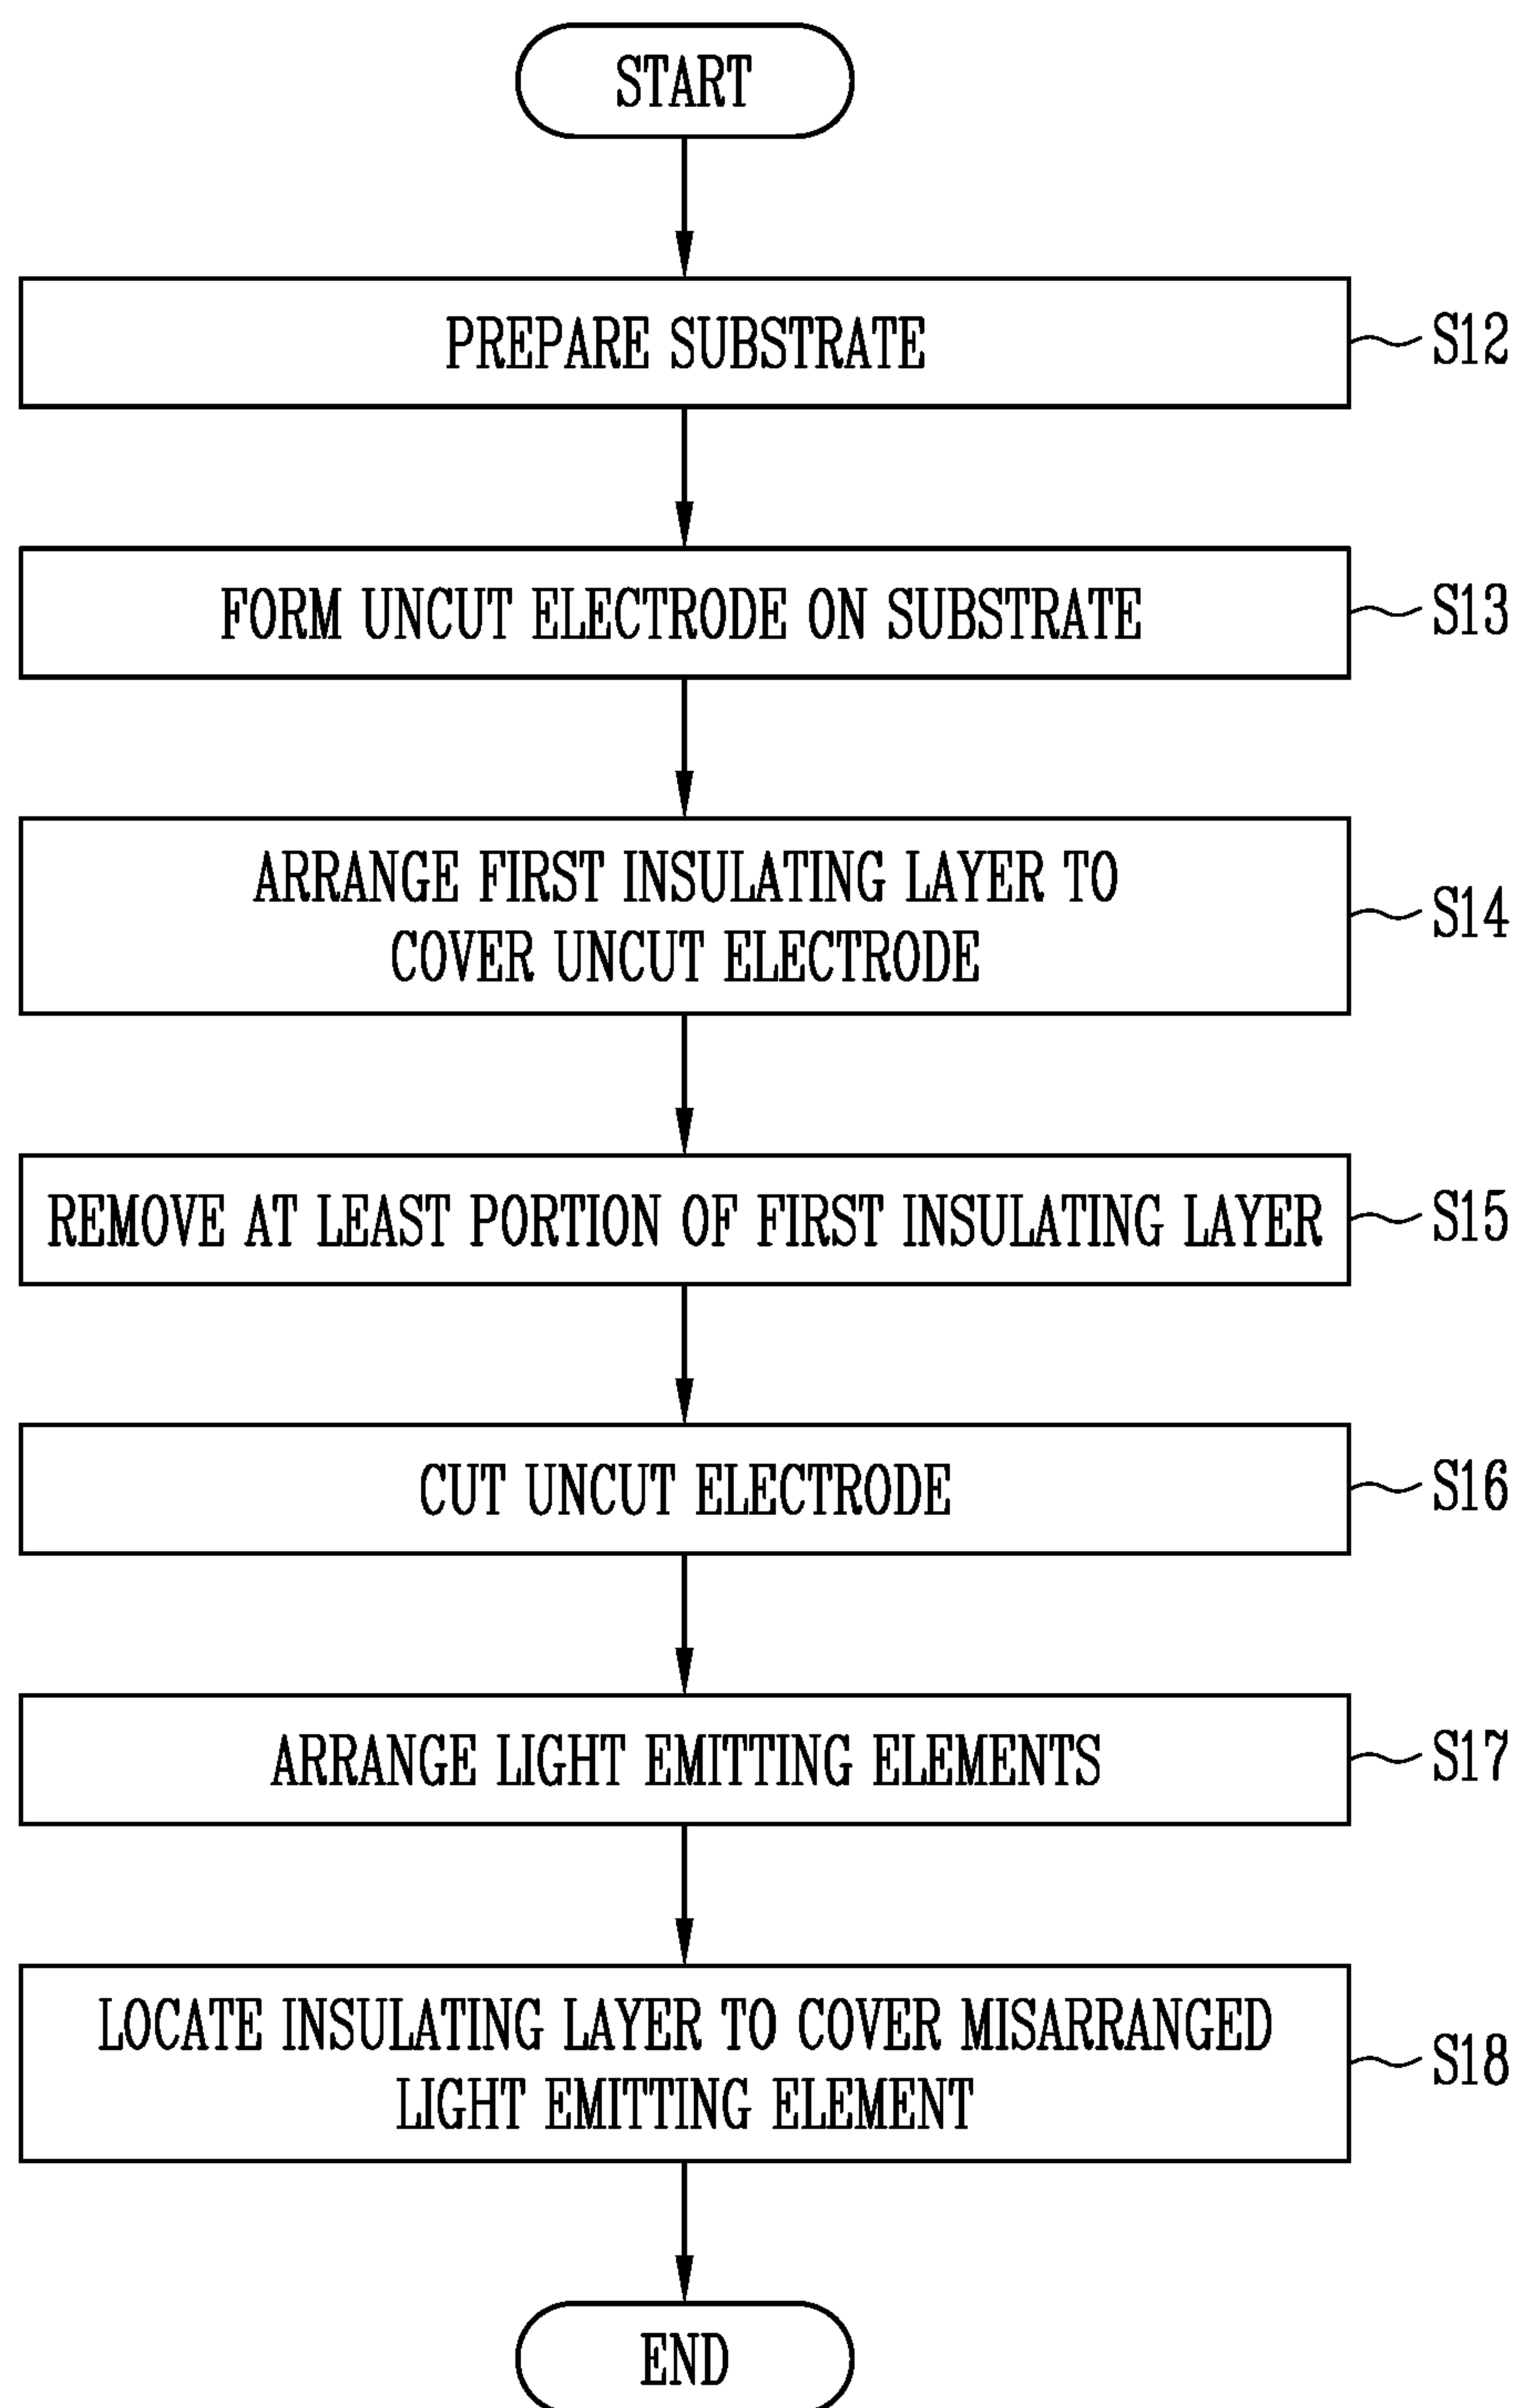 START
PREPARE SUBSTRATE
S12
FORM UNCUT ELECTRODE ON SUBSTRATE
S13
ARRANGE FIRST INSULATING LAYER TO
COVER UNCUT ELECTRODE
S14
REMOVE AT LEAST PORTION OF FIRST INSULATING LAYER
S15
CUT UNCUT ELECTRODE
S16
ARRANGE LIGHT EMITTING ELEMENTS
S17
LOCATE INSULATING LAYER TO COVER MISARRANGED
LIGHT EMITTING ELEMENT
S18
END